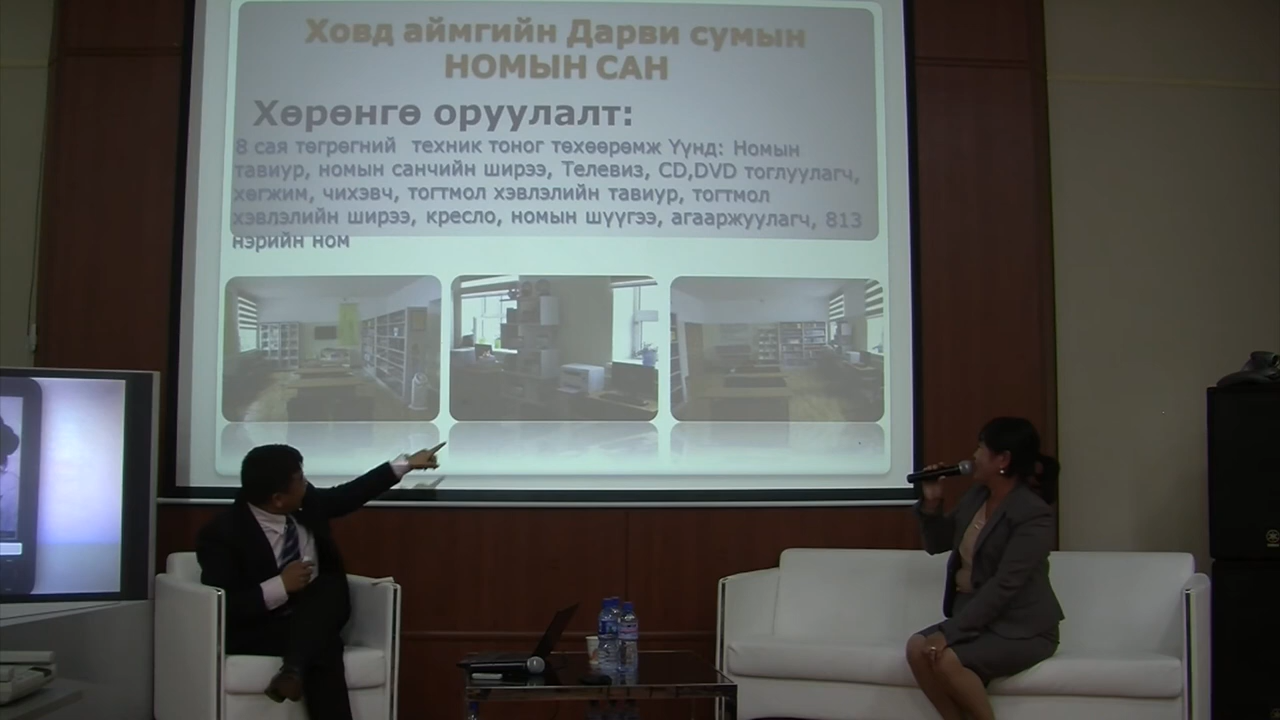 Ховд аймгийн Дарви сумын
НОМЫН САН
Хөрөнгө оруулалт:
8 сая төгрөгний техник тоног төхөөрөмж Үүнд: Номын
тавиур, номын санчийн ширээ, Телевиз, CD,DVD тоглуулагч,
хөгжим, чихэвч, тогтмол хэвлэлийн тавиур, тогтмол
хэвлэлийн ширээ, кресло, номын шүүгээ, агааржуулагч, 813
нэрийн ном